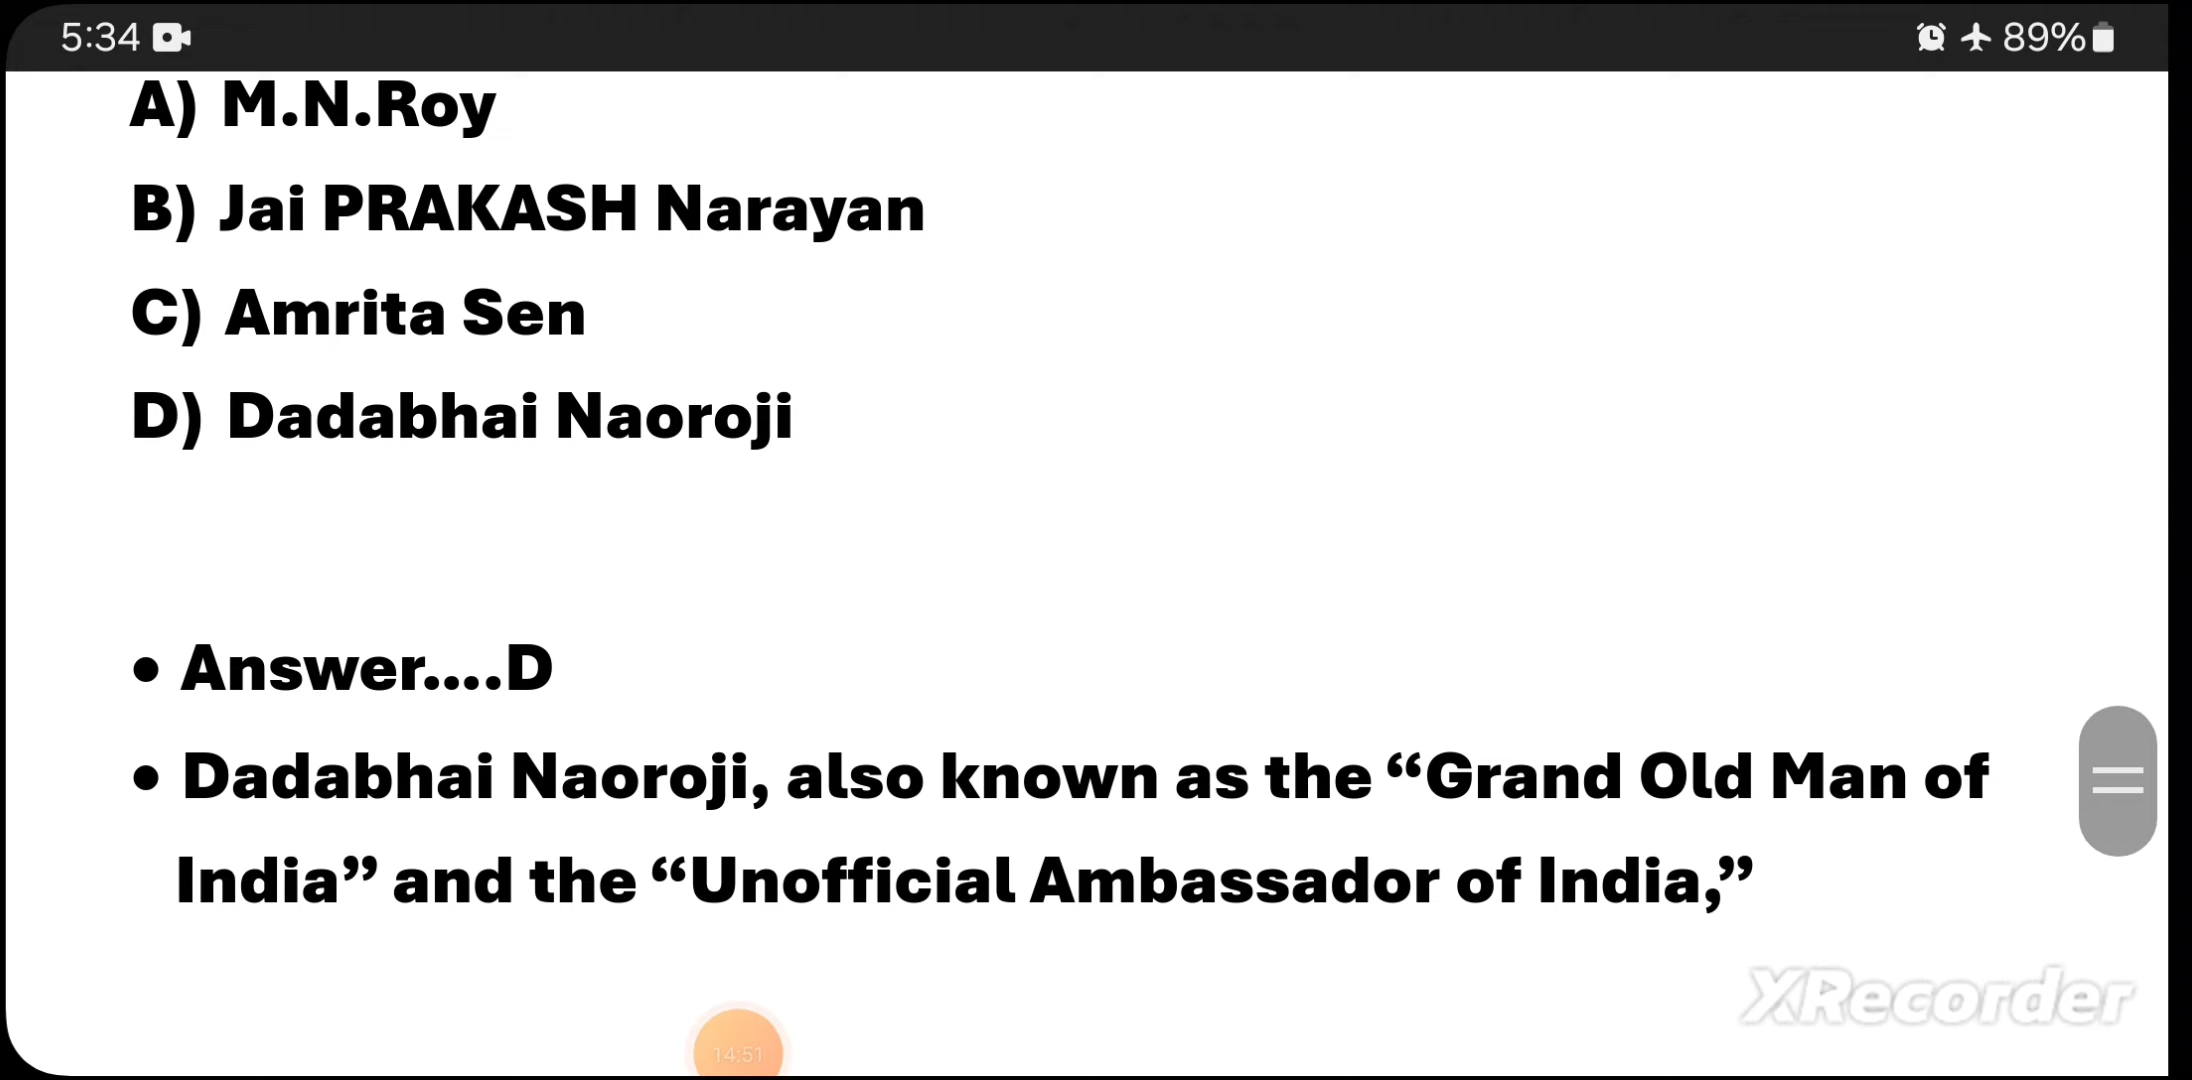 5:34 89%
A) M.N.Roy
B) Jai PRAKASH Narayan
C) Amrita Sen
D) Dadabhai Naoroji
• Answer....D
• Dadabhai Naoroji, also known as the “Grand Old Man of
India” and the “Unofficial Ambassador of India,”
XRecorder
14:51